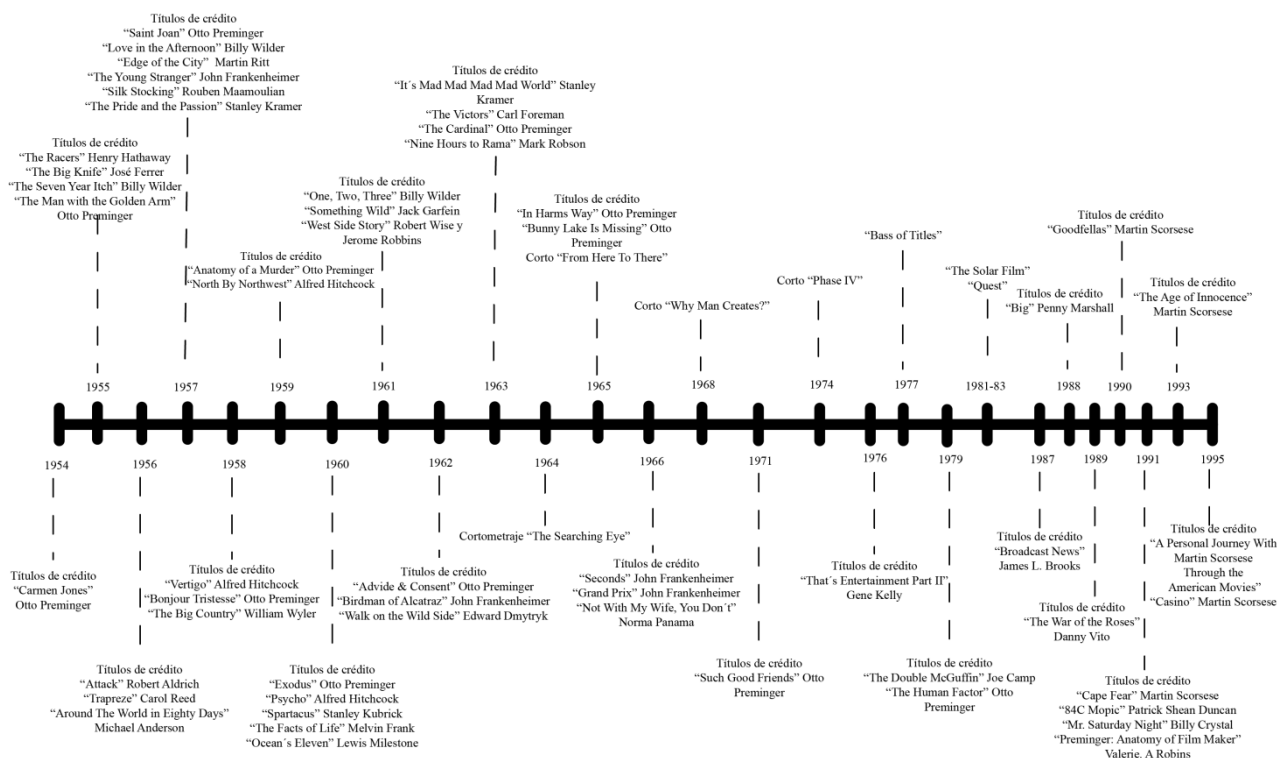 Títulos de crédito
“Saint Joan” Otto Preminger
“Love in the Afternoon” Billy Wilder
“Edge of the City” Martin Ritt
“The Young Stranger” John Frankenheimer
“Silk Stocking” Rouben Maamoulian
“The Pride and the Passion” Stanley Kramer
Títulos de crédito
“It´s Mad Mad Mad Mad World” Stanley
Kramer
“The Victors” Carl Foreman
“The Cardinal” Otto Preminger
“Nine Hours to Rama” Mark Robson
Títulos de crédito
“The Racers” Henry Hathaway
“The Big Knife” José Ferrer
“The Seven Year Itch” Billy Wilder
“The Man with the Golden Arm”
Otto Preminger
Títulos de crédito
“One, Two, Three” Billy Wilder
“Something Wild” Jack Garfein
“West Side Story” Robert Wise y
Jerome Robbins
Títulos de crédito
“In Harms Way” Otto Preminger
“Bunny Lake Is Missing” Otto
Preminger
Corto “From Here To There”
Títulos de crédito
“Goodfellas” Martin Scorsese
“Bass of Titles”
Títulos de crédito
“Anatomy of a Murder” Otto Preminger
“North By Northwest” Alfred Hitchcock
Corto “Why Man Creates?”
Corto “Phase IV”
“The Solar Film”
“Quest”
Títulos de crédito
“Big” Penny Marshall
Títulos de crédito
“The Age of Innocence”
Martin Scorsese
1955
1957
1959
1961
1963
1965
1968
1974
1977
1981-83
1988
1990
1993
1954
1956
1958
1960
1962
1964
1966
1971
1976
1979
1987
1989
1991
1995
Títulos de crédito
“Carmen Jones”
Otto Preminger
Títulos de crédito
“Vertigo” Alfred Hitchcock
“Bonjour Tristesse” Otto Preminger
“The Big Country” William Wyler
Títulos de crédito
“Advide & Consent” Otto Preminger
“Birdman of Alcatraz” John Frankenheimer
“Walk on the Wild Side” Edward Dmytryk
Cortometraje “The Searching Eye”
Títulos de crédito
“Seconds” John Frankenheimer
“Grand Prix” John Frankenheimer
“Not With My Wife, You Don´t”
Norma Panama
Títulos de crédito
“That´s Entertainment Part II”
Gene Kelly
Títulos de crédito
“Broadcast News”
James L. Brooks
Títulos de crédito
“A Personal Journey With
Martin Scorsese
Through the
American Movies”
“Casino” Martin Scorsese
Títulos de crédito
“The War of the Roses”
Danny Vito
Títulos de crédito
“Attack” Robert Aldrich
“Trapreze” Carol Reed
“Around The World in Eighty Days”
Michael Anderson
Títulos de crédito
“Exodus” Otto Preminger
“Psycho” Alfred Hitchcock
“Spartacus” Stanley Kubrick
“The Facts of Life” Melvin Frank
“Ocean´s Eleven” Lewis Milestone
Títulos de crédito
“Such Good Friends” Otto
Preminger
Títulos de crédito
“The Double McGuffin” Joe Camp
“The Human Factor” Otto
Preminger
Títulos de crédito
“Cape Fear” Martin Scorsese
“84C Mopic” Patrick Shean Duncan
“Mr. Saturday Night” Billy Crystal
“Preminger: Anatomy of Film Maker”
Valerie. A Robins